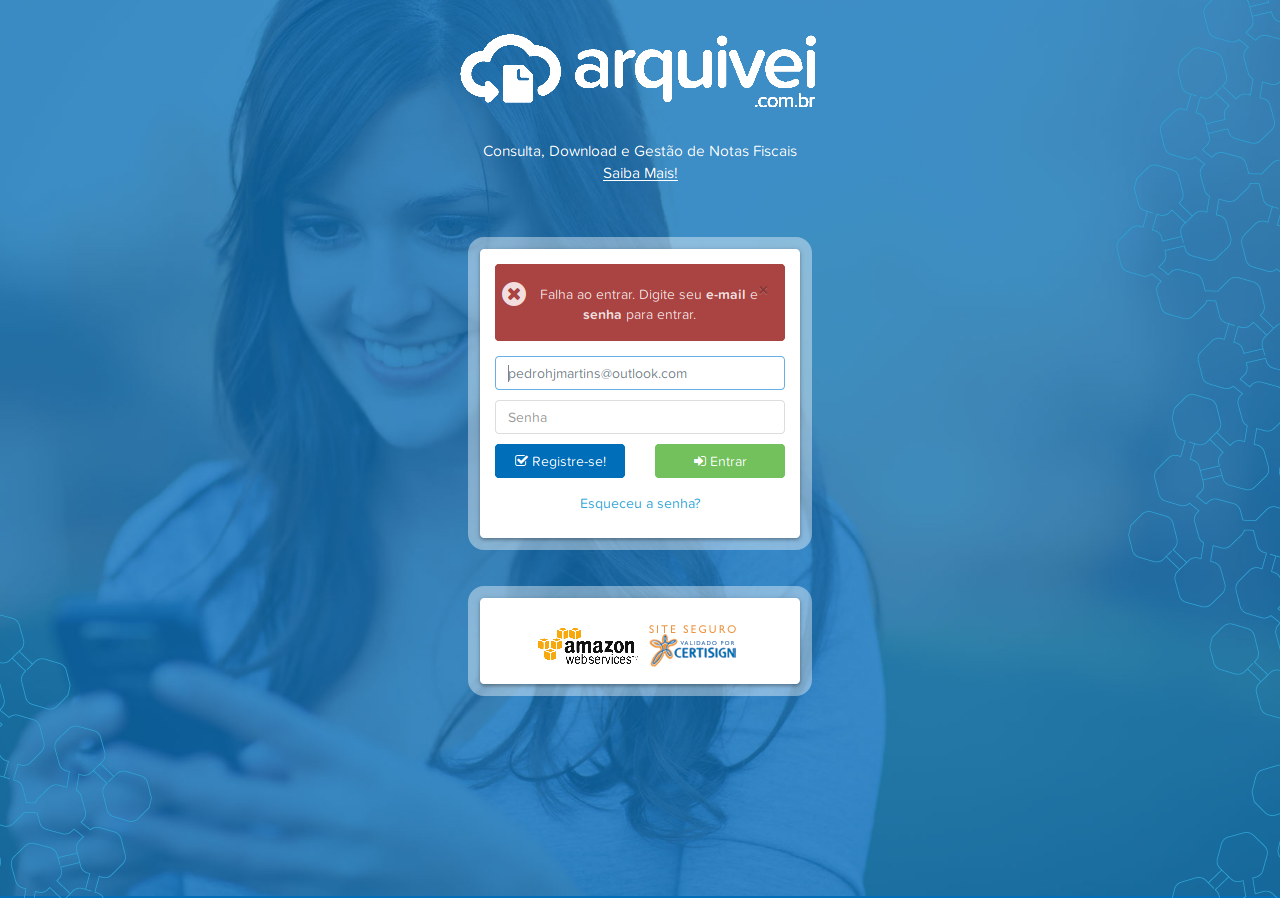 arquivei
.com.br
Consulta, Download e Gestão de Notas Fiscais
Saiba Mais!
Falha ao entrar. Digite seu e-mail e
senha para entrar.
×
pedrohjmartins@outlook.com
Senha
Registre-se!
Entrar
Esqueceu a senha?
amazon
webservices
SITE SEGURO
VALIDADO POR
CERTISIGN